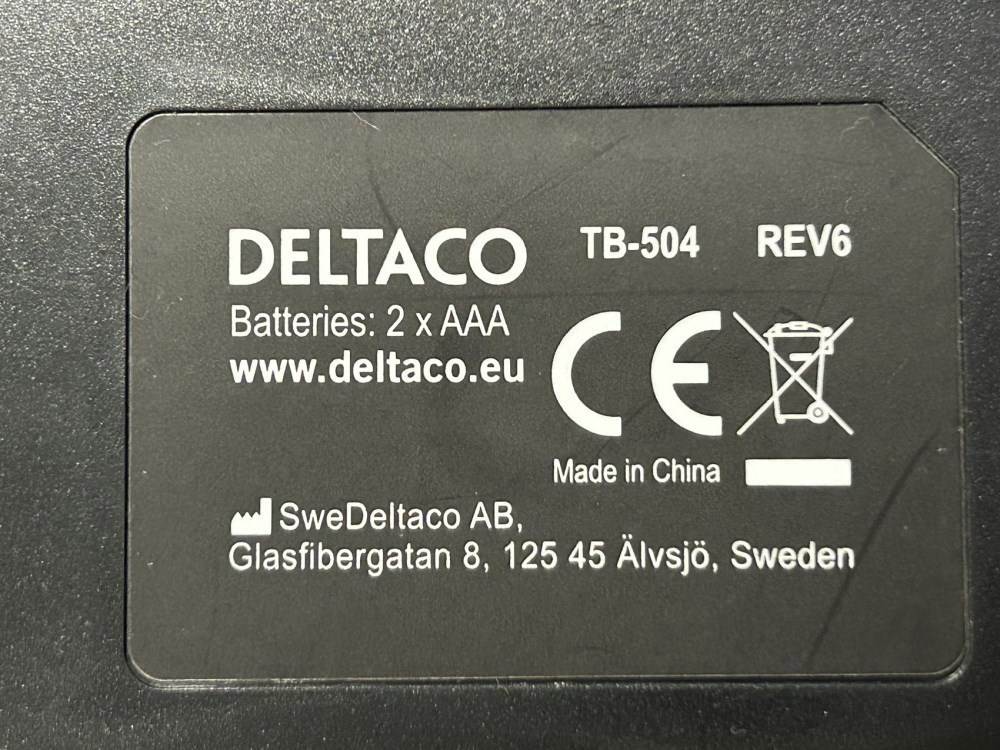 DELTACO TB-504 REV6
Batteries: 2 x AAA
www.deltaco.eu
CE
Made in China
SweDeltaco AB,
Glasfibergatan 8, 125 45 Älvsjö, Sweden